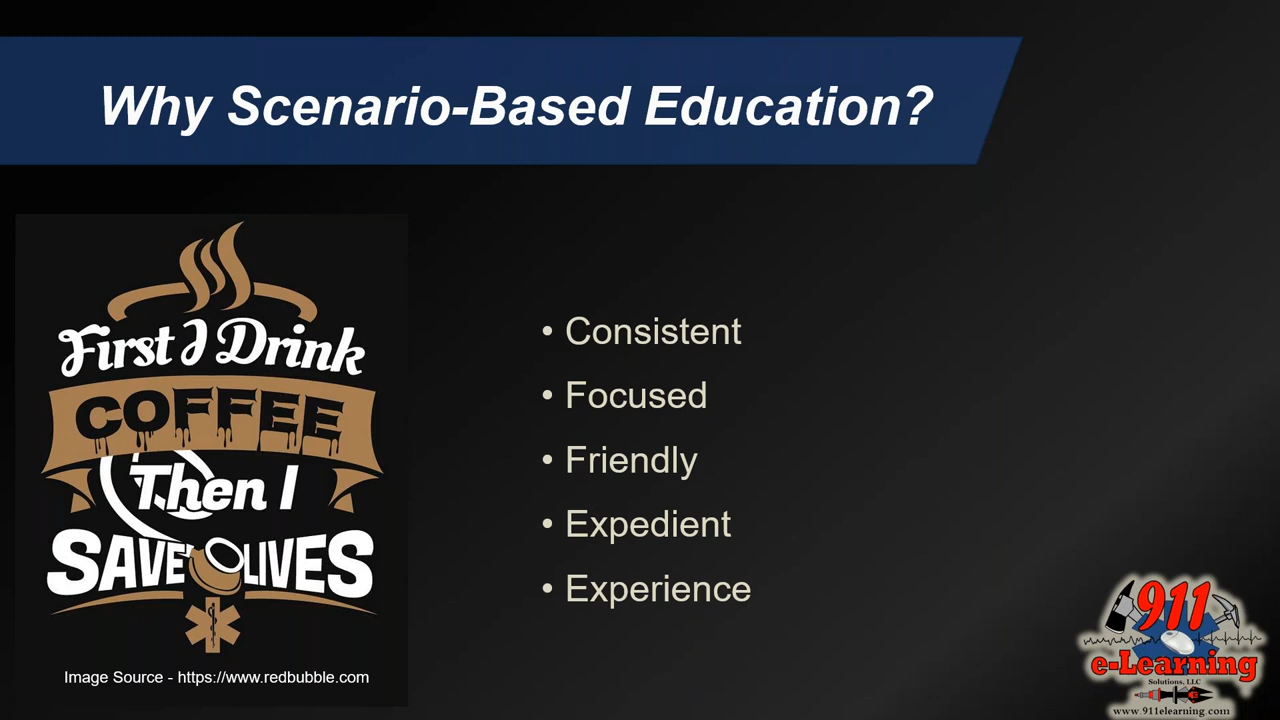 Why Scenario-Based Education?
First I Drink
COFFEE
Then I
SAVE LIVES
Image Source - https://www.redbubble.com
• Consistent
• Focused
• Friendly
• Expedient
• Experience
911
e-Learning
Solutions, LLC
www.911elearning.com